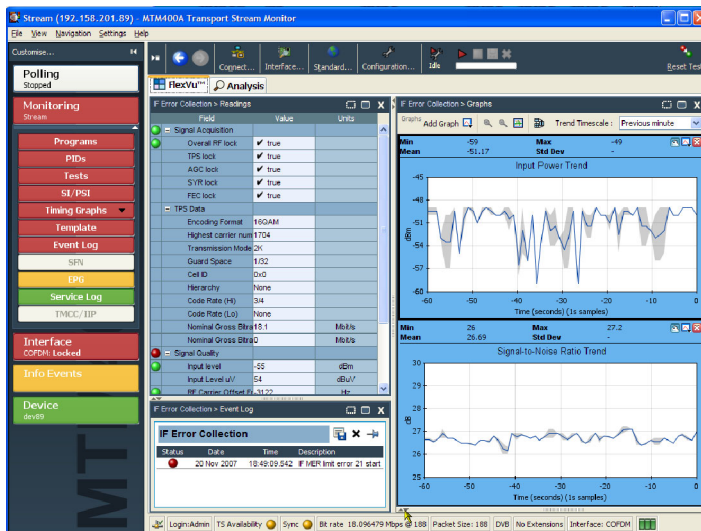 Stream (192.158.201.89) - MTM400A Transport Stream Monitor
File View Navigation Settings Help
Customise...
Connect... Interface... Standard... Configuration... Idle Reset Test
Polling
Stopped
FlexVu™ Analysis
Monitoring
Stream
Programs
PIDs
Tests
SI/PSI
Timing Graphs
Template
Event Log
SFN
EPG
Service Log
TMCC/IIP
Interface
COFDM: Locked
Info Events
Device
dev89
MTM
IF Error Collection > Readings
Field Value Units
Signal Acquisition
Overall RF lock true
TPS lock true
AGC lock true
SYR lock true
FEC lock true
TPS Data
Encoding Format 16QAM
Highest carrier num 1704
Transmission Mode 2K
Guard Space 1/32
Cell ID 0x0
Hierarchy None
Code Rate (Hi) 3/4
Code Rate (Lo) None
Nominal Gross Bitra 18.1 Mbit/s
Nominal Gross Bitra 0 Mbit/s
Signal Quality
Input level -55 dBm
Input Level uV 54 dBuV
RF Carrier Offset F -3122 Hz
IF Error Collection > Event Log
IF Error Collection
Status Date Time Description
20 Nov 2007 18:49:09.542 IF MER limit error 21 start
IF Error Collection > Graphs
Graphs Add Graph Trend Timescale : Previous minute
Min -59 Max -49
Mean -51.17 Std Dev -
Input Power Trend
-45
-48
-51
-54
-57
-60
dBm
-60 -50 -40 -30 -20 -10 0
Time (seconds) (1s samples)
Min 26 Max 27.2
Mean 26.69 Std Dev -
Signal-to-Noise Ratio Trend
30
29
28
27
26
25
dB
-60 -50 -40 -30 -20 -10 0
Time (seconds) (1s samples)
Login:Admin TS Availability Sync Bit rate 18.096479 Mbps @ 188 Packet Size: 188 DVB No Extensions Interface: COFDM